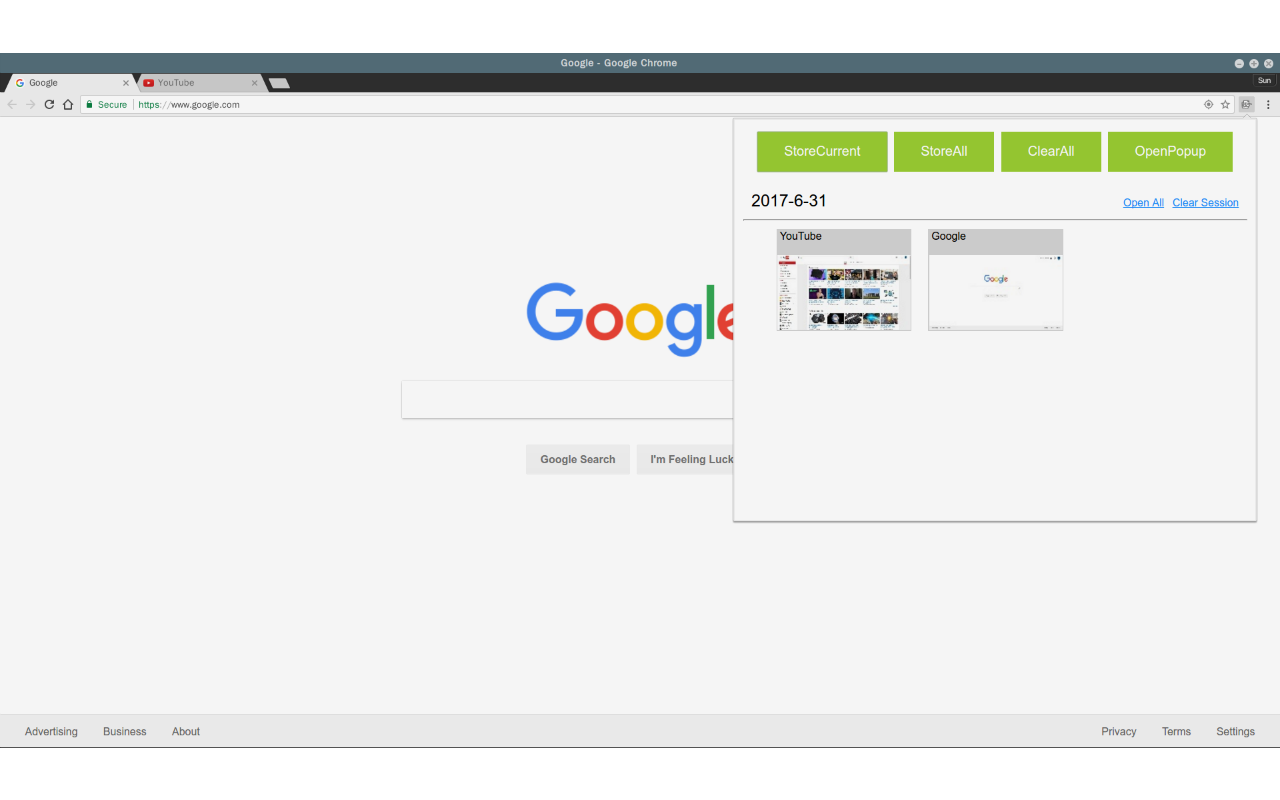 Google - Google Chrome
Google
YouTube
Sun
Secure
https://www.google.com
StoreCurrent
StoreAll
ClearAll
OpenPopup
2017-6-31
Open All
Clear Session
YouTube
Google
Google
Google
Google Search
I'm Feeling Luck
Advertising
Business
About
Privacy
Terms
Settings